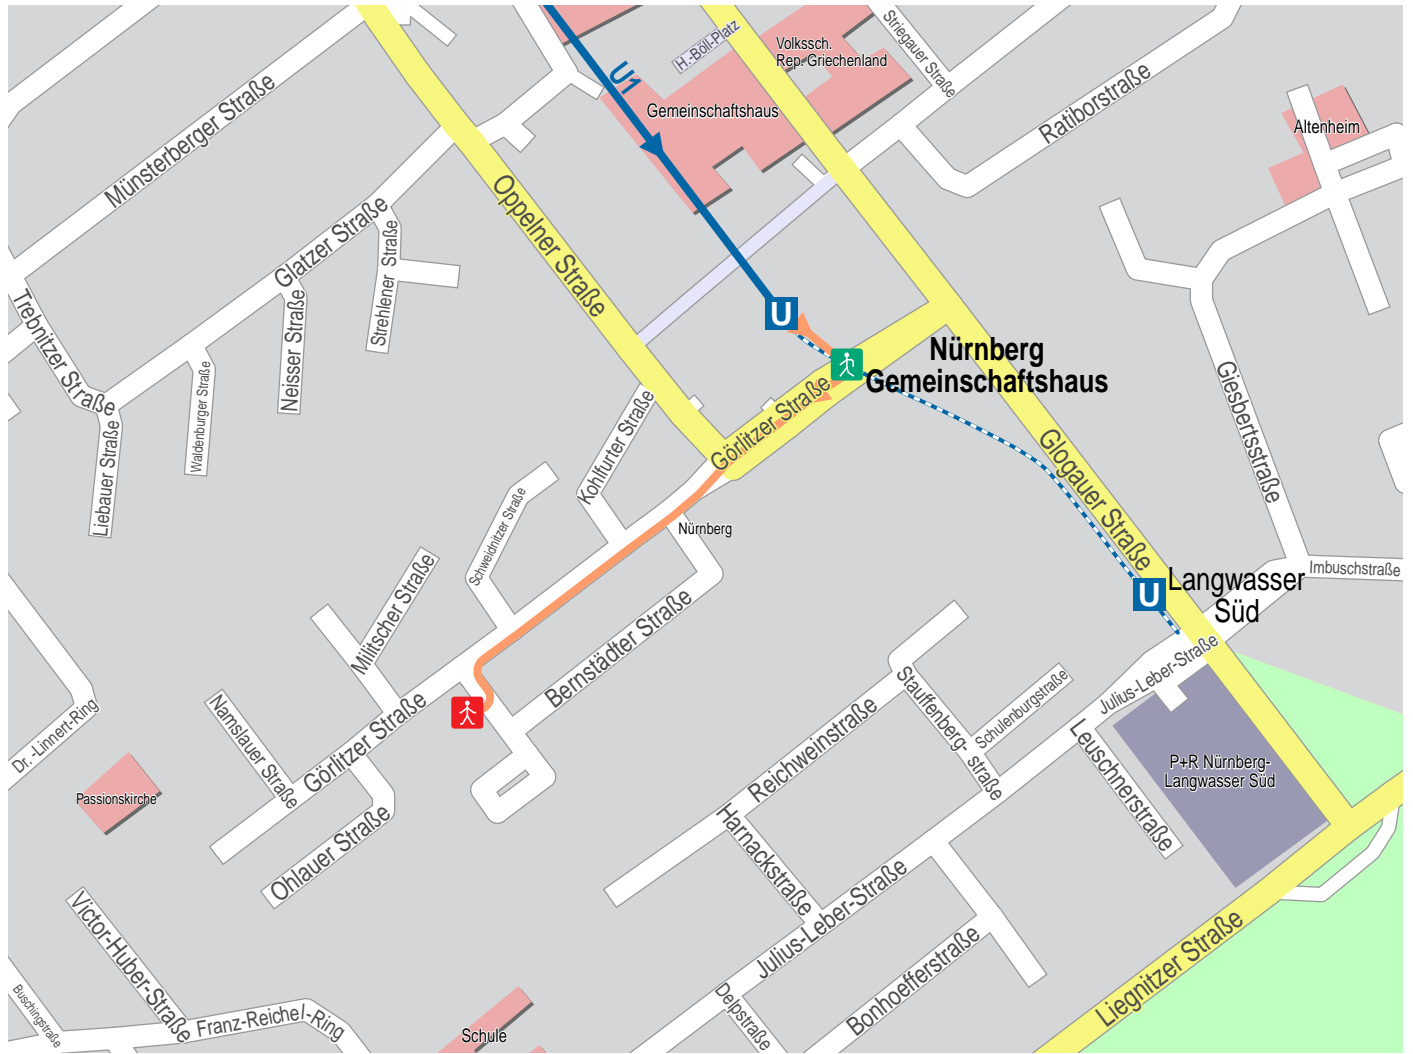 Striegauer Straße
H.-Böll-Platz
Volkssch.
Rep. Griechenland
U1
Gemeinschaftshaus
Ratiborstraße
Altenheim
Münsterberger Straße
Oppelner Straße
Glatzer Straße
Strehlener Straße
Neisser Straße
Trebnitzer Straße
Waldenburger Straße
Liebauer Straße
U
Nürnberg
Gemeinschaftshaus
Görlitzer Straße
Kohlfurter Straße
Giesbertsstraße
Glogauer Straße
Schweidnitzer Straße
Nürnberg
Imbuschstraße
U
Langwasser
Süd
Militscher Straße
Bernstädter Straße
Julius-Leber-Straße
Stauffenberg-
straße
Schulenburgstraße
Namslauer Straße
Görlitzer Straße
Dr.-Linnert-Ring
Reichweinstraße
Leuschnerstraße
P+R Nürnberg-
Langwasser Süd
Passionskirche
Harnackstraße
Ohlauer Straße
Julius-Leber-Straße
Victor-Huber-Straße
Bonhoefferstraße
Liegnitzer Straße
Delpstraße
Buschingstraße
Franz-Reichel-Ring
Schule